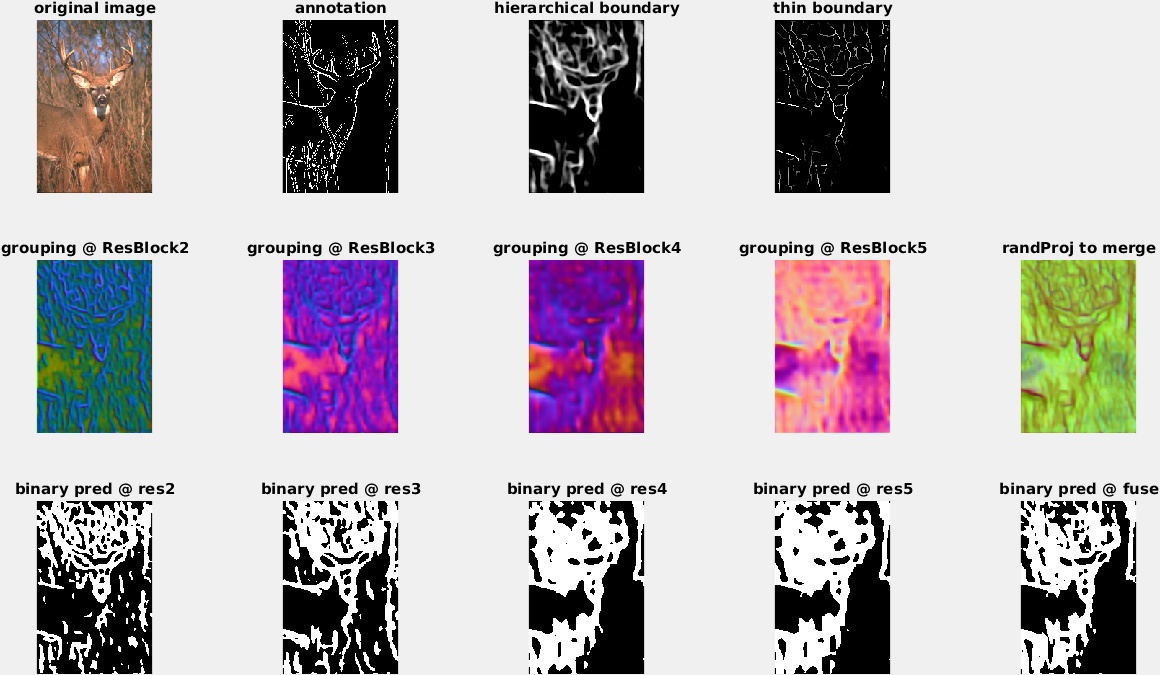 original image
annotation
hierarchical boundary
thin boundary
grouping @ ResBlock2
grouping @ ResBlock3
grouping @ ResBlock4
grouping @ ResBlock5
randProj to merge
binary pred @ res2
binary pred @ res3
binary pred @ res4
binary pred @ res5
binary pred @ fuse